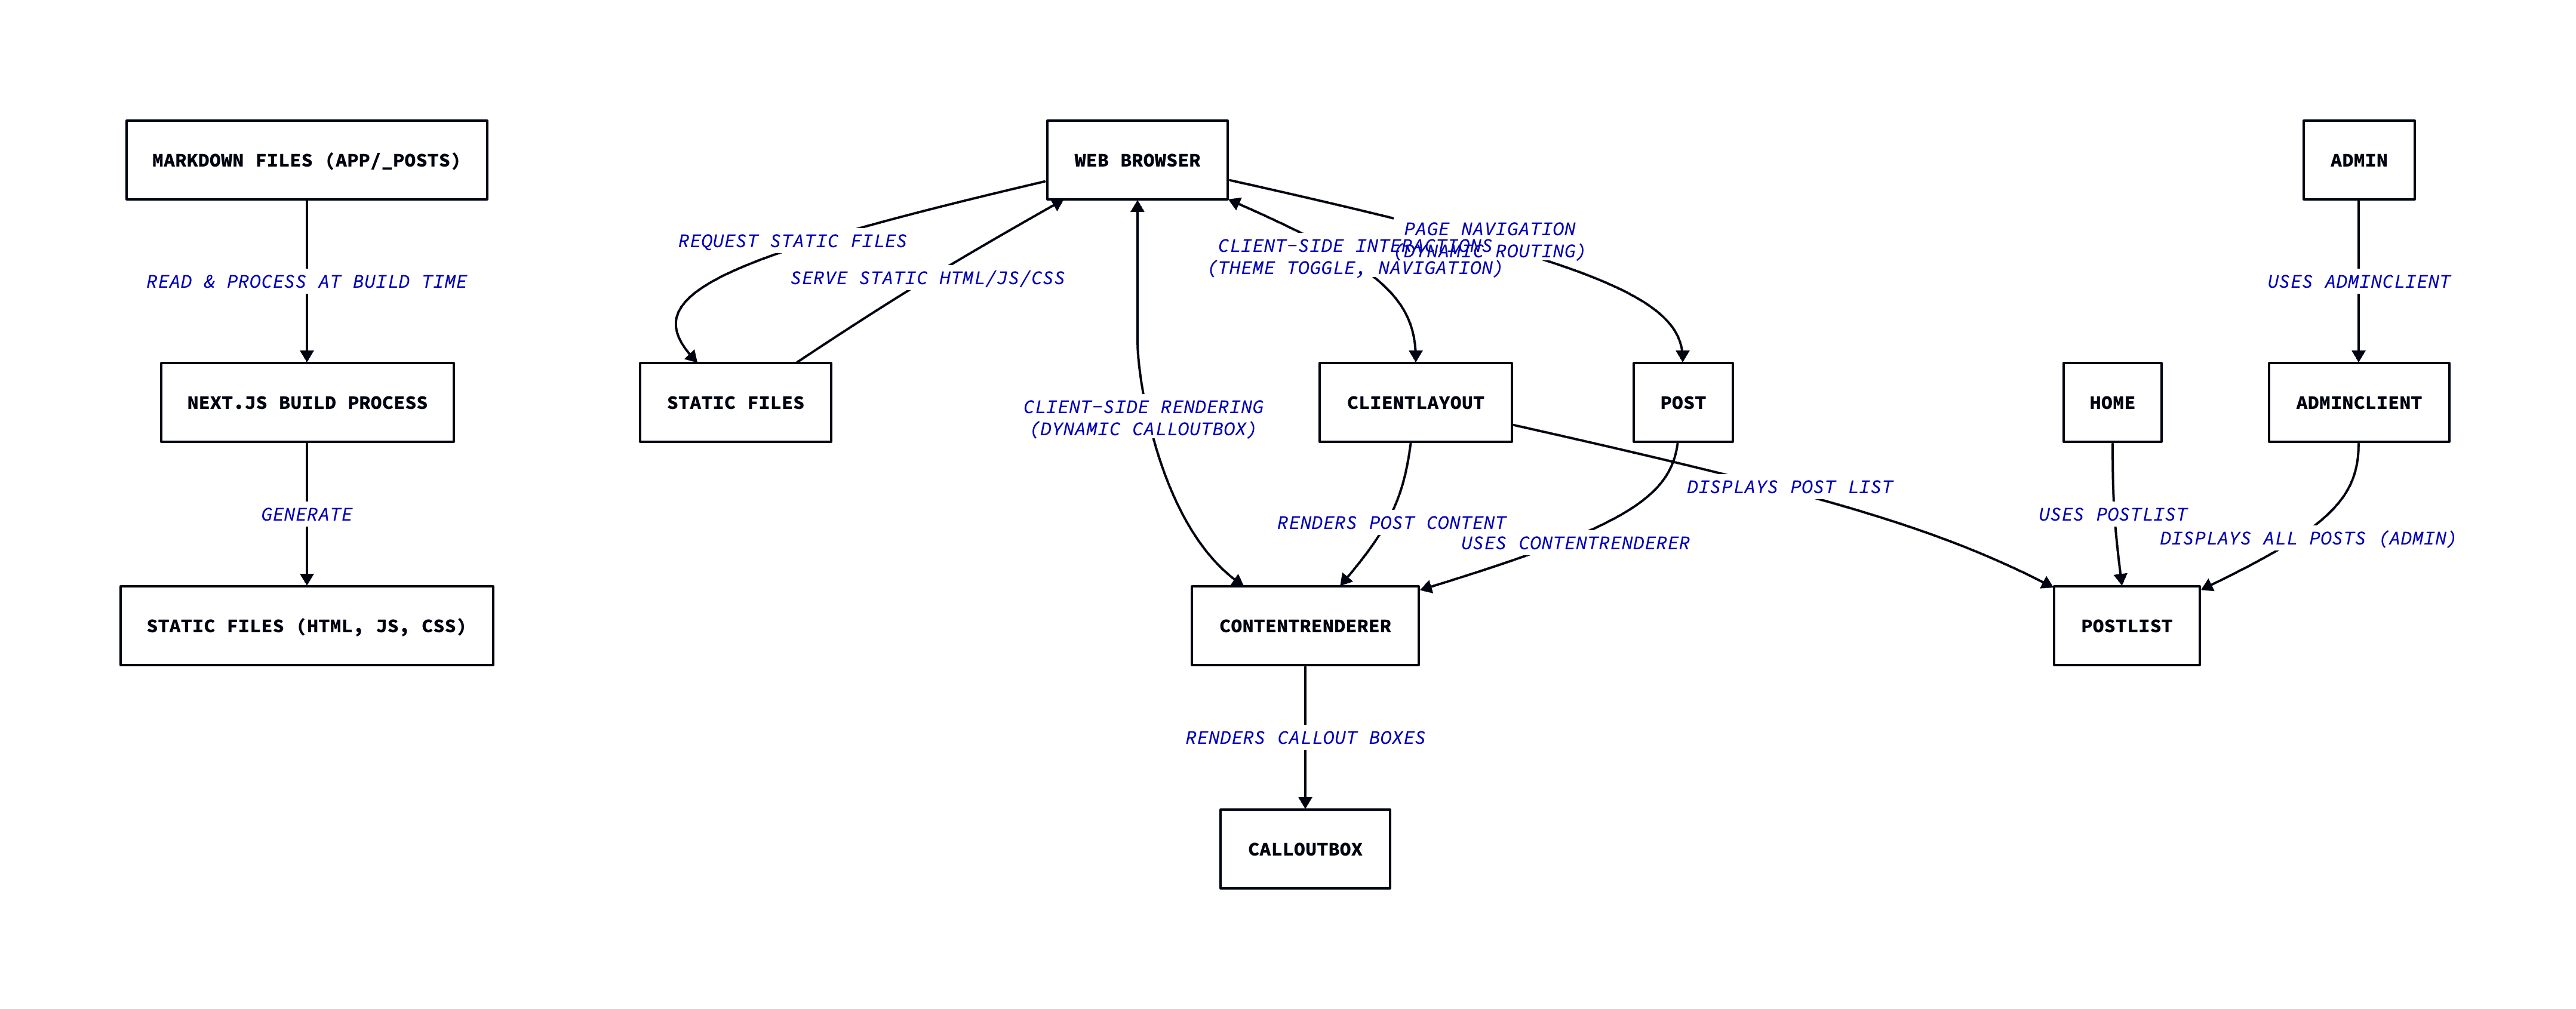 MARKDOWN FILES (APP/_POSTS)
WEB BROWSER
ADMIN
REQUEST STATIC FILES
SERVE STATIC HTML/JS/CSS
CLIENT-SIDE INTERACTIONS
(THEME TOGGLE, NAVIGATION)
PAGE NAVIGATION
(DYNAMIC ROUTING)
READ & PROCESS AT BUILD TIME
USES ADMINCLIENT
NEXT.JS BUILD PROCESS
STATIC FILES
CLIENT-SIDE RENDERING
(DYNAMIC CALLOUTBOX)
CLIENTLAYOUT
POST
HOME
ADMINCLIENT
GENERATE
RENDERS POST CONTENT
USES CONTENTRENDERER
DISPLAYS POST LIST
USES POSTLIST
DISPLAYS ALL POSTS (ADMIN)
STATIC FILES (HTML, JS, CSS)
CONTENTRENDERER
POSTLIST
RENDERS CALLOUT BOXES
CALLOUTBOX